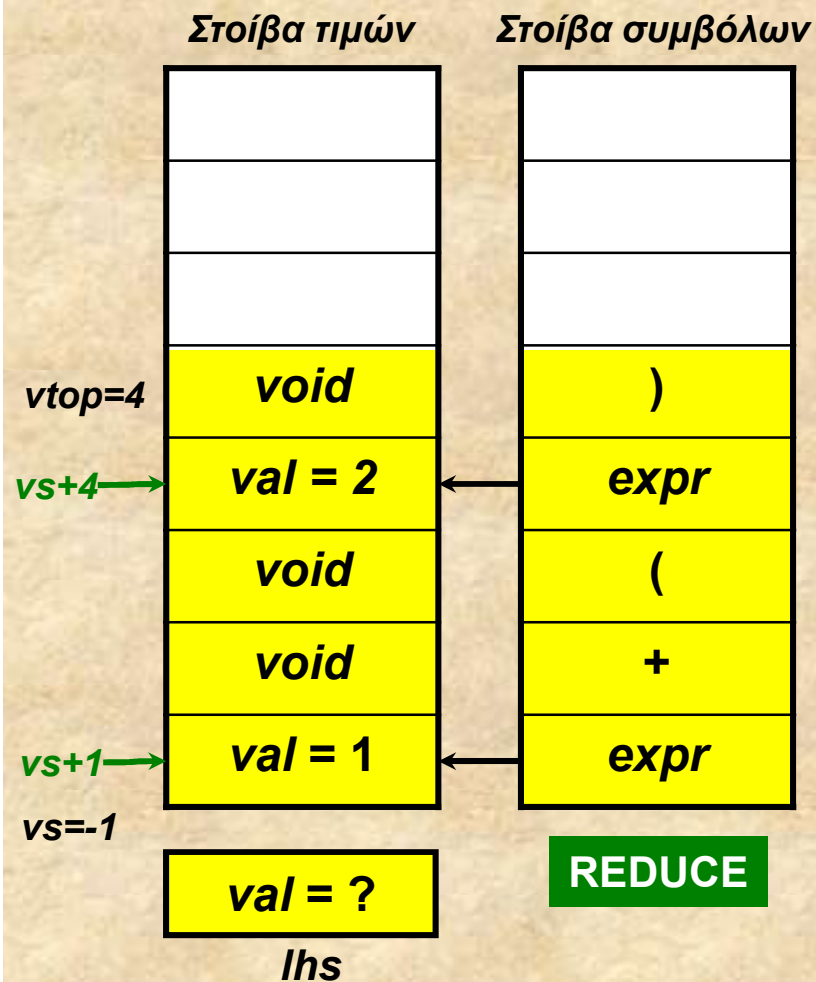 Στοίβα τιμών Στοίβα συμβόλων
vtop=4 void )
vs+4 val = 2 expr
void (
void +
vs+1 val = 1 expr
vs=-1
val = ? REDUCE
lhs